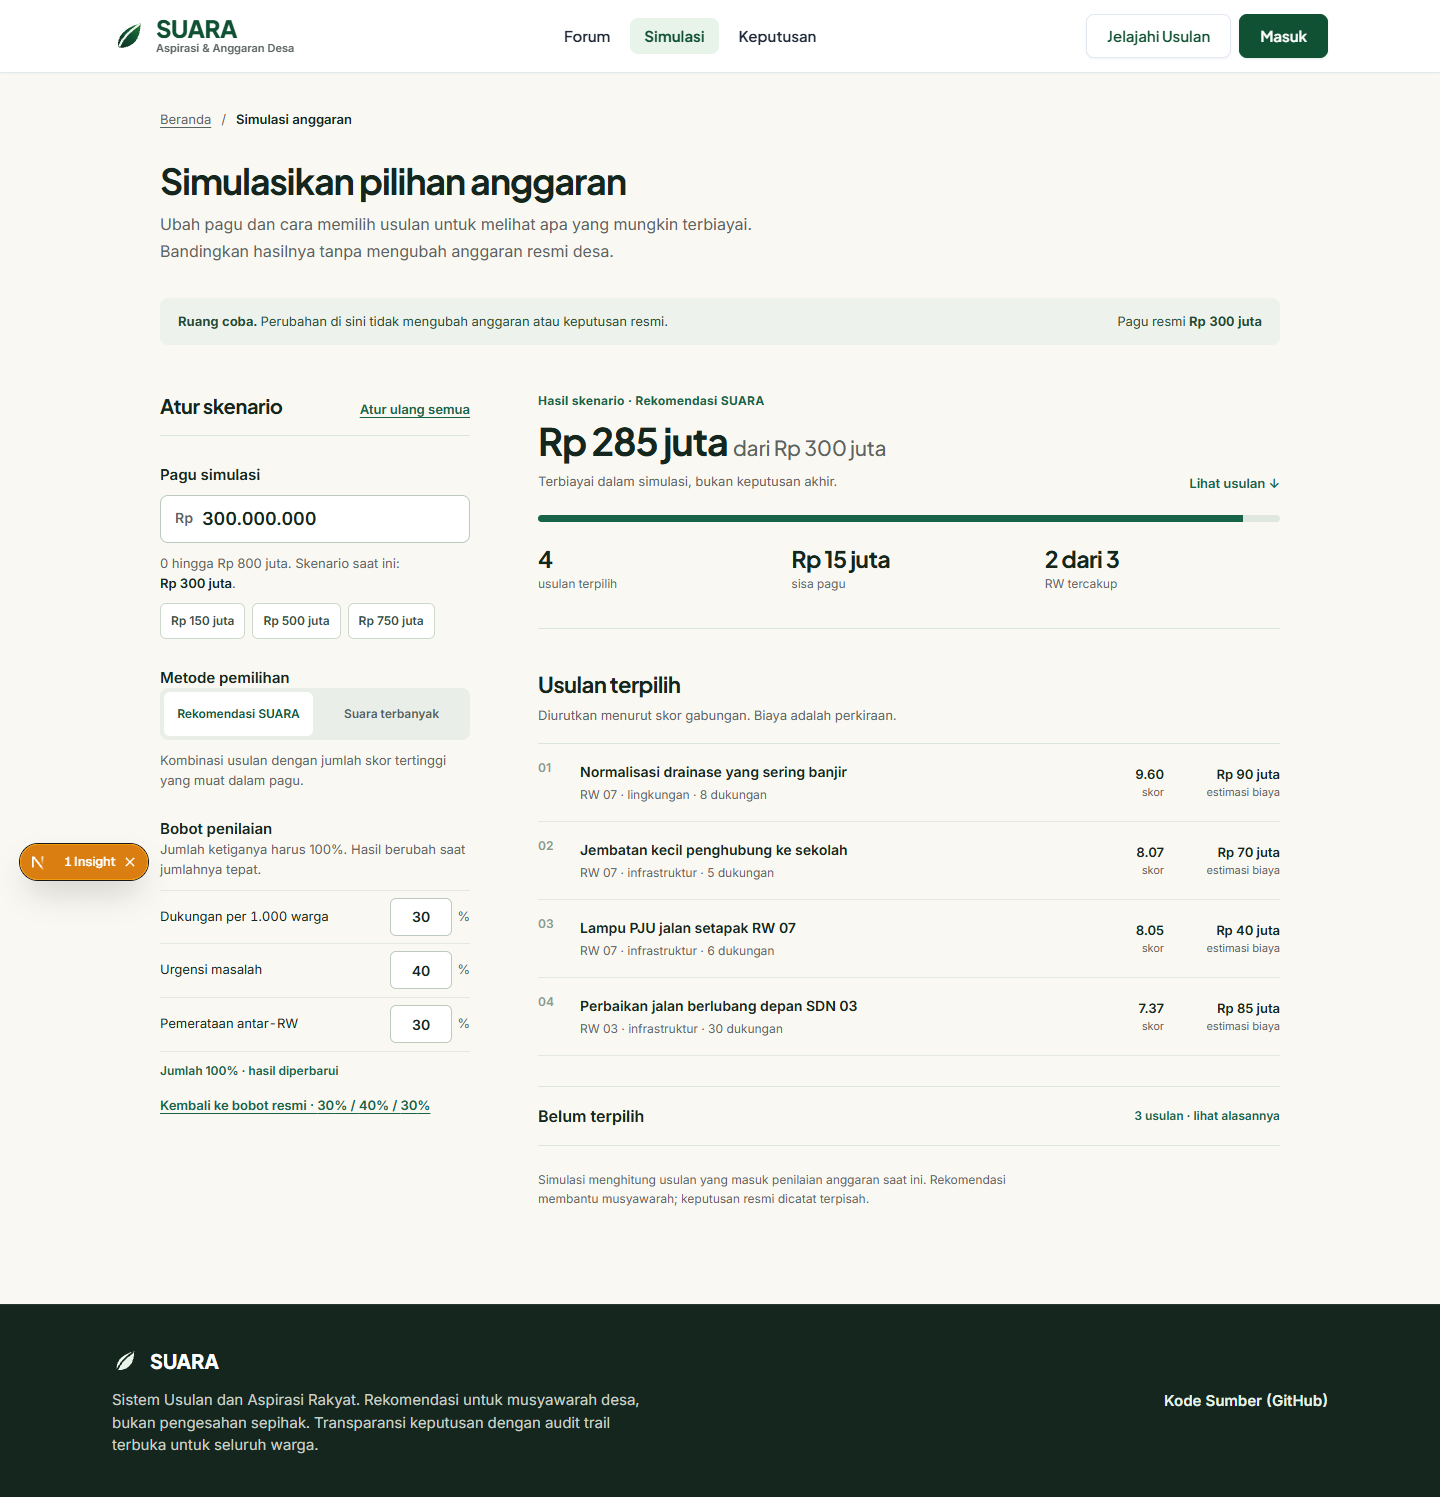 SUARA
Aspirasi & Anggaran Desa
Forum
Simulasi
Keputusan
Jelajahi Usulan
Masuk
Beranda / Simulasi anggaran
Simulasikan pilihan anggaran
Ubah pagu dan cara memilih usulan untuk melihat apa yang mungkin terbiayai.
Bandingkan hasilnya tanpa mengubah anggaran resmi desa.
Ruang coba. Perubahan di sini tidak mengubah anggaran atau keputusan resmi.
Pagu resmi Rp 300 juta
Atur skenario
Atur ulang semua
Pagu simulasi
Rp 300.000.000
0 hingga Rp 800 juta. Skenario saat ini:
Rp 300 juta.
Rp 150 juta
Rp 500 juta
Rp 750 juta
Metode pemilihan
Rekomendasi SUARA
Suara terbanyak
Kombinasi usulan dengan jumlah skor tertinggi
yang muat dalam pagu.
Bobot penilaian
Jumlah ketiganya harus 100%. Hasil berubah saat
jumlahnya tepat.
Dukungan per 1.000 warga 30 %
Urgensi masalah 40 %
Pemerataan antar-RW 30 %
Jumlah 100% · hasil diperbarui
Kembali ke bobot resmi · 30% / 40% / 30%
1 Insight
Hasil skenario · Rekomendasi SUARA
Rp 285 juta dari Rp 300 juta
Terbiayai dalam simulasi, bukan keputusan akhir.
Lihat usulan ↓
4
usulan terpilih
Rp 15 juta
sisa pagu
2 dari 3
RW tercakup
Usulan terpilih
Diurutkan menurut skor gabungan. Biaya adalah perkiraan.
01 Normalisasi drainase yang sering banjir 9.60 Rp 90 juta
RW 07 · lingkungan · 8 dukungan skor estimasi biaya
02 Jembatan kecil penghubung ke sekolah 8.07 Rp 70 juta
RW 07 · infrastruktur · 5 dukungan skor estimasi biaya
03 Lampu PJU jalan setapak RW 07 8.05 Rp 40 juta
RW 07 · infrastruktur · 6 dukungan skor estimasi biaya
04 Perbaikan jalan berlubang depan SDN 03 7.37 Rp 85 juta
RW 03 · infrastruktur · 30 dukungan skor estimasi biaya
Belum terpilih
3 usulan · lihat alasannya
Simulasi menghitung usulan yang masuk penilaian anggaran saat ini. Rekomendasi
membantu musyawarah; keputusan resmi dicatat terpisah.
SUARA
Sistem Usulan dan Aspirasi Rakyat. Rekomendasi untuk musyawarah desa,
bukan pengesahan sepihak. Transparansi keputusan dengan audit trail
terbuka untuk seluruh warga.
Kode Sumber (GitHub)